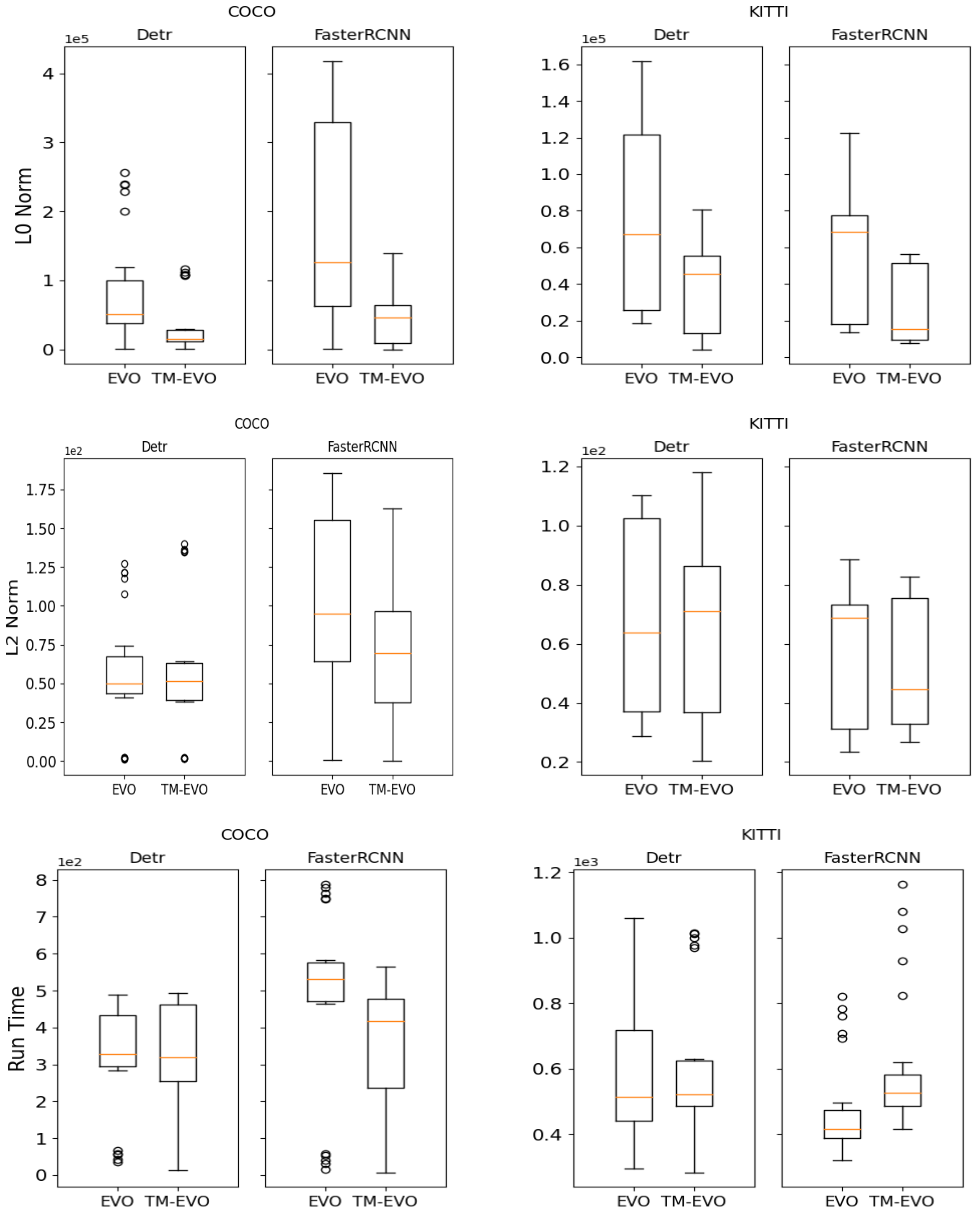 COCO KITTI
Detr FasterRCNN Detr FasterRCNN
1e5 1e5
L0 Norm
4
3
2
1
0
1.6
1.4
1.2
1.0
0.8
0.6
0.4
0.2
0.0
EVO TM-EVO EVO TM-EVO EVO TM-EVO EVO TM-EVO
COCO KITTI
Detr FasterRCNN Detr FasterRCNN
1e2 1e2
L2 Norm
1.75
1.50
1.25
1.00
0.75
0.50
0.25
0.00
1.2
1.0
0.8
0.6
0.4
0.2
EVO TM-EVO EVO TM-EVO EVO TM-EVO EVO TM-EVO
COCO KITTI
Detr FasterRCNN Detr FasterRCNN
1e2 1e3
Run Time
8
7
6
5
4
3
2
1
0
1.2
1.0
0.8
0.6
0.4
EVO TM-EVO EVO TM-EVO EVO TM-EVO EVO TM-EVO